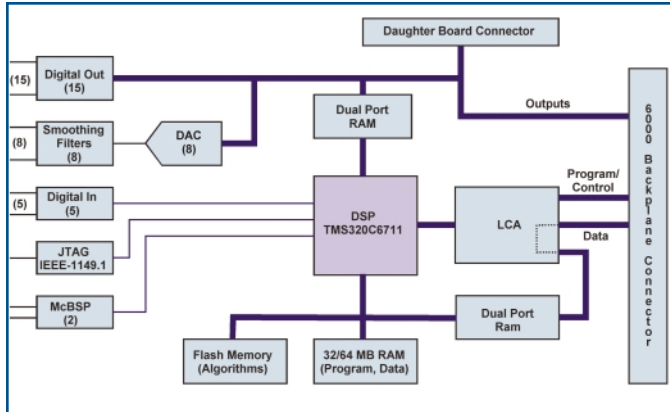 Daughter Board Connector
(15)
Digital Out
(15)
Dual Port
RAM
Outputs
(8)
Smoothing
Filters
(8)
DAC
(8)
(5)
Digital In
(5)
DSP
TMS320C6711
LCA
Program/
Control
Data
6000 Backplane Connector
JTAG
IEEE-1149.1
McBSP
(2)
Dual Port
Ram
Flash Memory
(Algorithms)
32/64 MB RAM
(Program, Data)